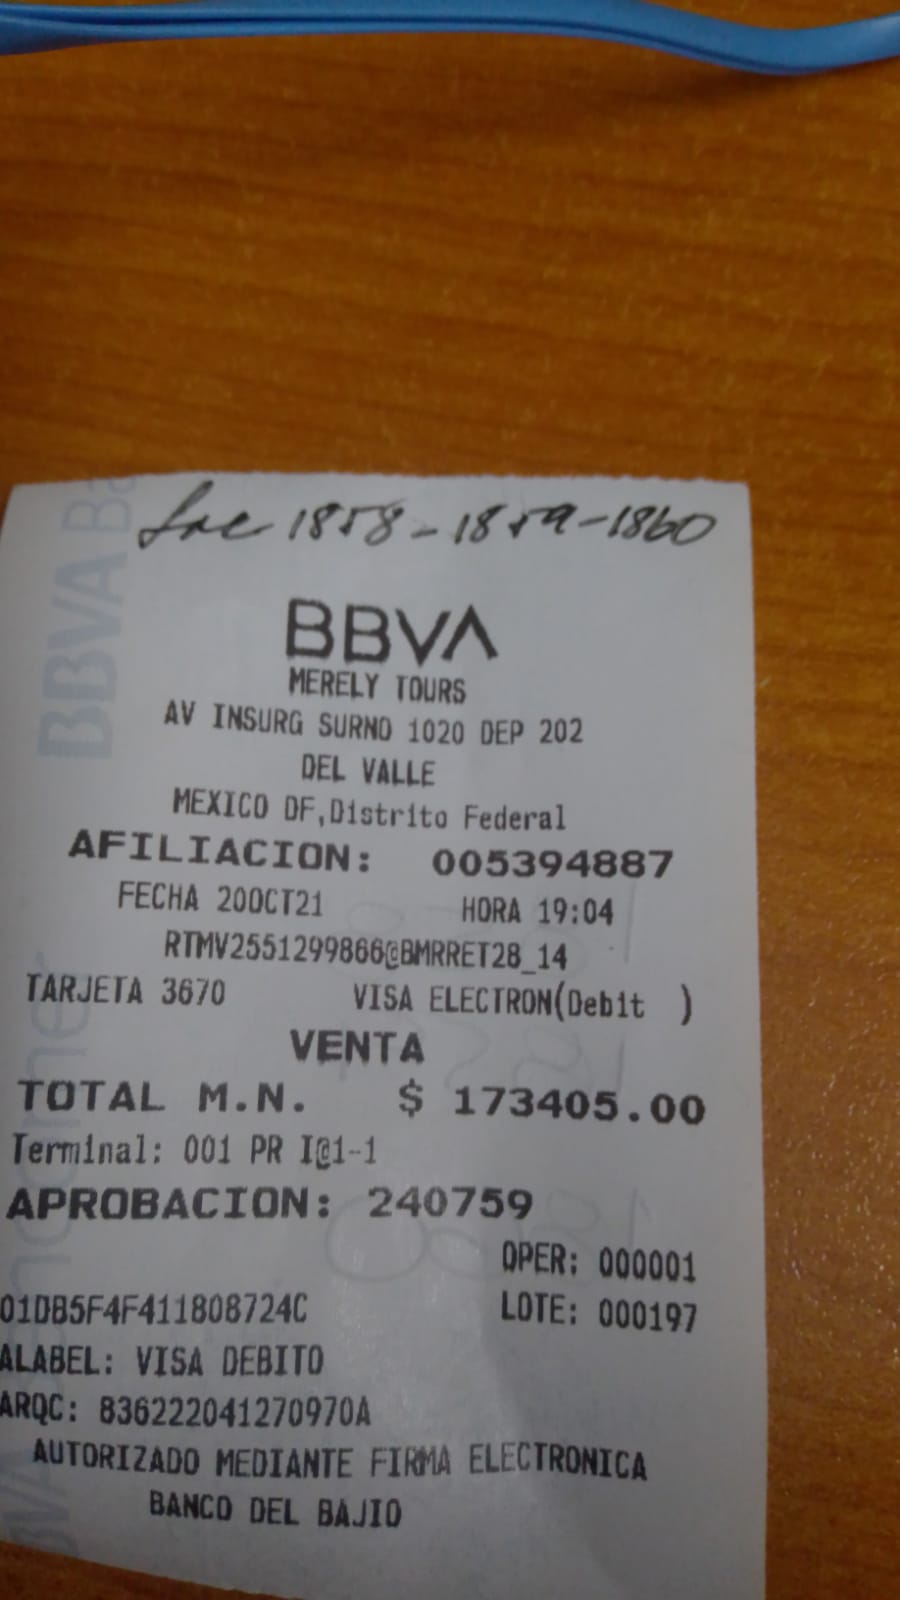 Loc 1858-1859-1860
BBVA
MERELY TOURS
AV INSURG SURNO 1020 DEP 202
DEL VALLE
MEXICO DF,Distrito Federal
AFILIACION: 005394887
FECHA 20OCT21 HORA 19:04
RTMV2551299866@BMRRET28_14
TARJETA 3670 VISA ELECTRON(Debit )
VENTA
TOTAL M.N. $ 173405.00
Terminal: 001 PR I@1-1
APROBACION: 240759
OPER: 000001
01DB5F4F411808724C LOTE: 000197
ALABEL: VISA DEBITO
ARQC: 836222041270970A
AUTORIZADO MEDIANTE FIRMA ELECTRONICA
BANCO DEL BAJIO
BBVA Ba